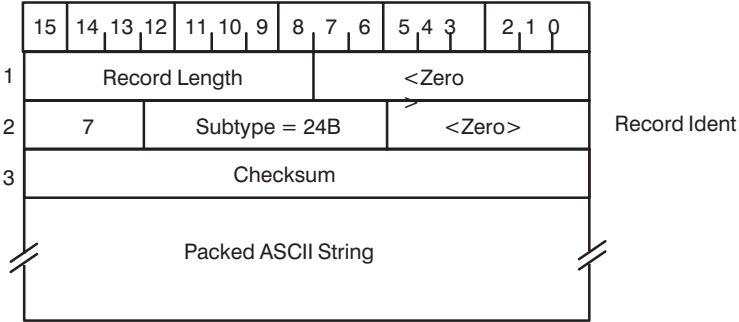 15 14 13 12 11 10 9 8 7 6 5 4 3 2 1 0
1 Record Length <Zero
>
2 7 Subtype = 24B <Zero> Record Ident
3 Checksum
Packed ASCII String